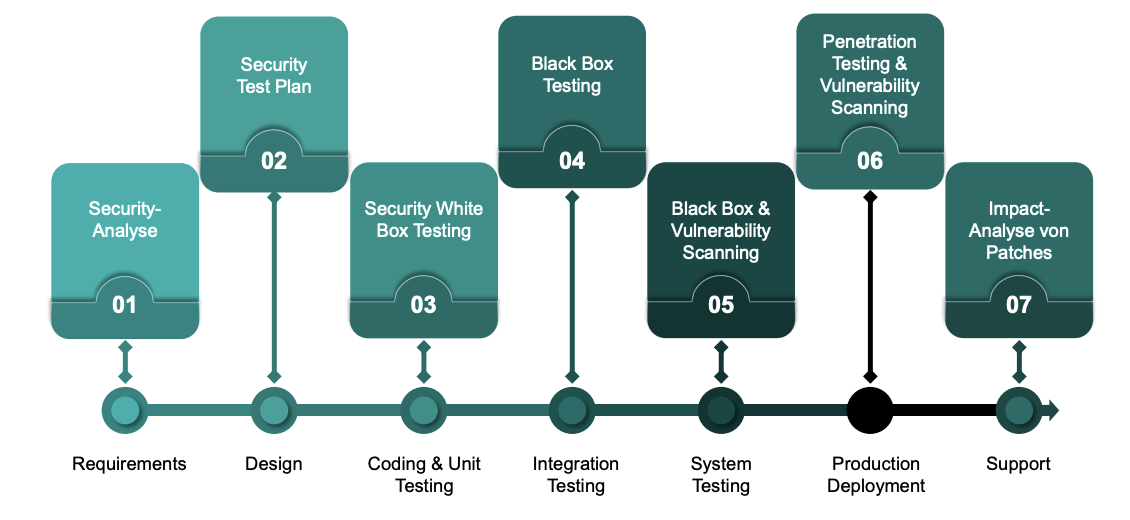 Security-
Analyse
01
Security
Test Plan
02
Security White
Box Testing
03
Black Box
Testing
04
Black Box &
Vulnerability
Scanning
05
Penetration
Testing &
Vulnerability
Scanning
06
Impact-
Analyse von
Patches
07
Requirements
Design
Coding & Unit
Testing
Integration
Testing
System
Testing
Production
Deployment
Support